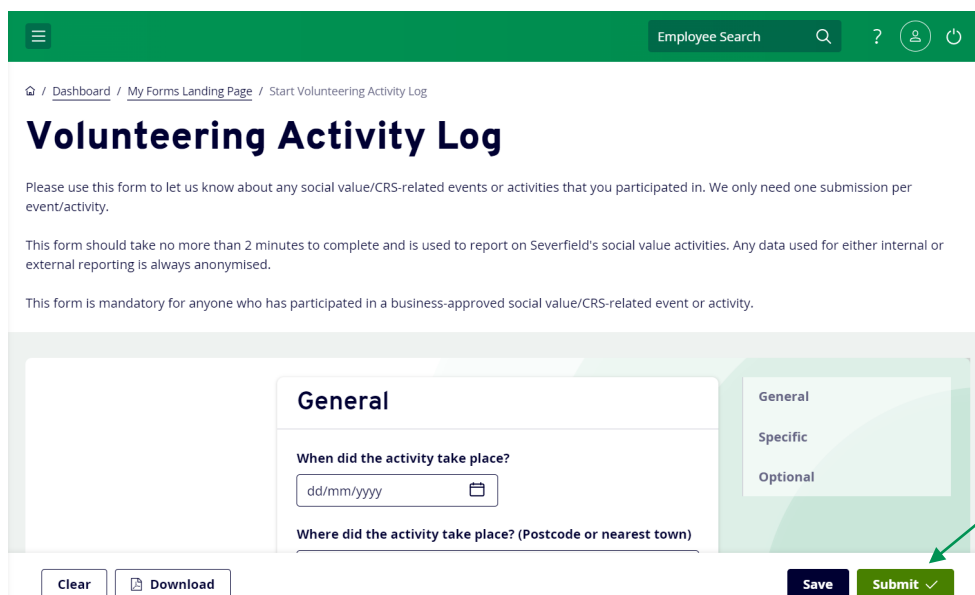 Employee Search
?
/ Dashboard / My Forms Landing Page / Start Volunteering Activity Log
Volunteering Activity Log
Please use this form to let us know about any social value/CRS-related events or activities that you participated in. We only need one submission per
event/activity.
This form should take no more than 2 minutes to complete and is used to report on Severfield's social value activities. Any data used for either internal or
external reporting is always anonymised.
This form is mandatory for anyone who has participated in a business-approved social value/CRS-related event or activity.
General
When did the activity take place?
dd/mm/yyyy
Where did the activity take place? (Postcode or nearest town)
General
Specific
Optional
Clear
Download
Save
Submit